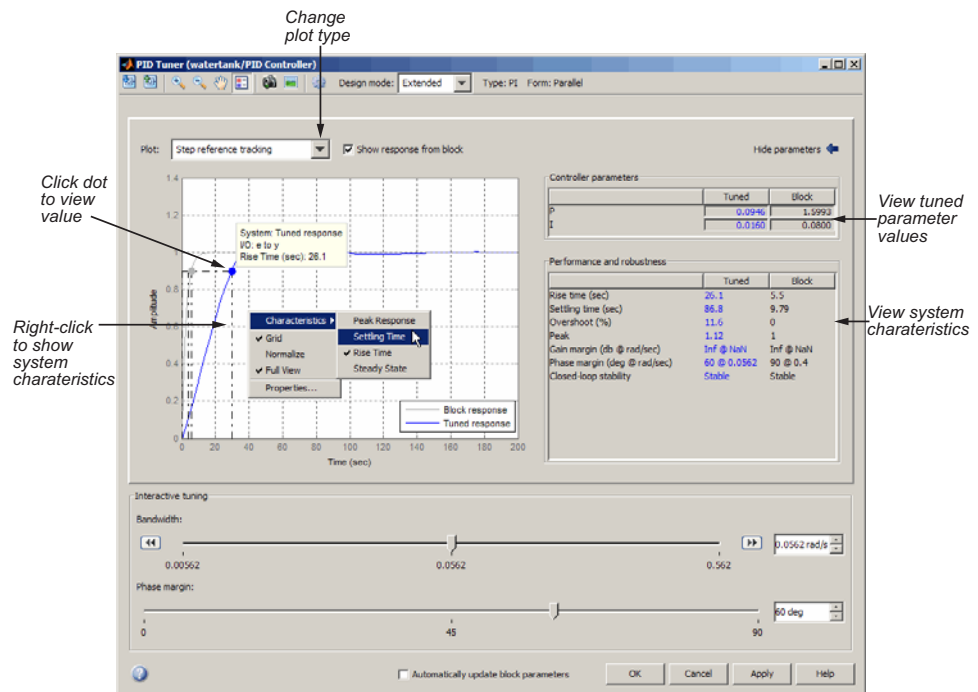 Change
plot type
PID Tuner (watertank/PID Controller)
Design mode: Extended Type: PI Form: Parallel
Plot: Step reference tracking Show response from block Hide parameters
Click dot
to view
value
Right-click
to show
system
charateristics
1.4
1.2
1
0.8
0.6
0.4
0.2
0
Amplitude
System: Tuned response
I/O: e to y
Rise Time (sec): 26.1
Characteristics
Grid
Normalize
Full View
Properties...
Peak Response
Settling Time
Rise Time
Steady State
Block response
Tuned response
0 20 40 60 80 100 120 140 160 180 200
Time (sec)
Controller parameters
Tuned Block
P 0.0946 1.5993
I 0.0160 0.0800
View tuned
parameter
values
Performance and robustness
Tuned Block
Rise time (sec) 26.1 5.5
Settling time (sec) 86.8 9.79
Overshoot (%) 11.6 0
Peak 1.12 1
Gain margin (db @ rad/sec) Inf @ NaN Inf @ NaN
Phase margin (deg @ rad/sec) 60 @ 0.0562 90 @ 0.4
Closed-loop stability Stable Stable
View system
charateristics
Interactive tuning
Bandwidth:
0.0562 rad/s
0.00562 0.0562 0.562
Phase margin:
60 deg
0 45 90
Automatically update block parameters OK Cancel Apply Help